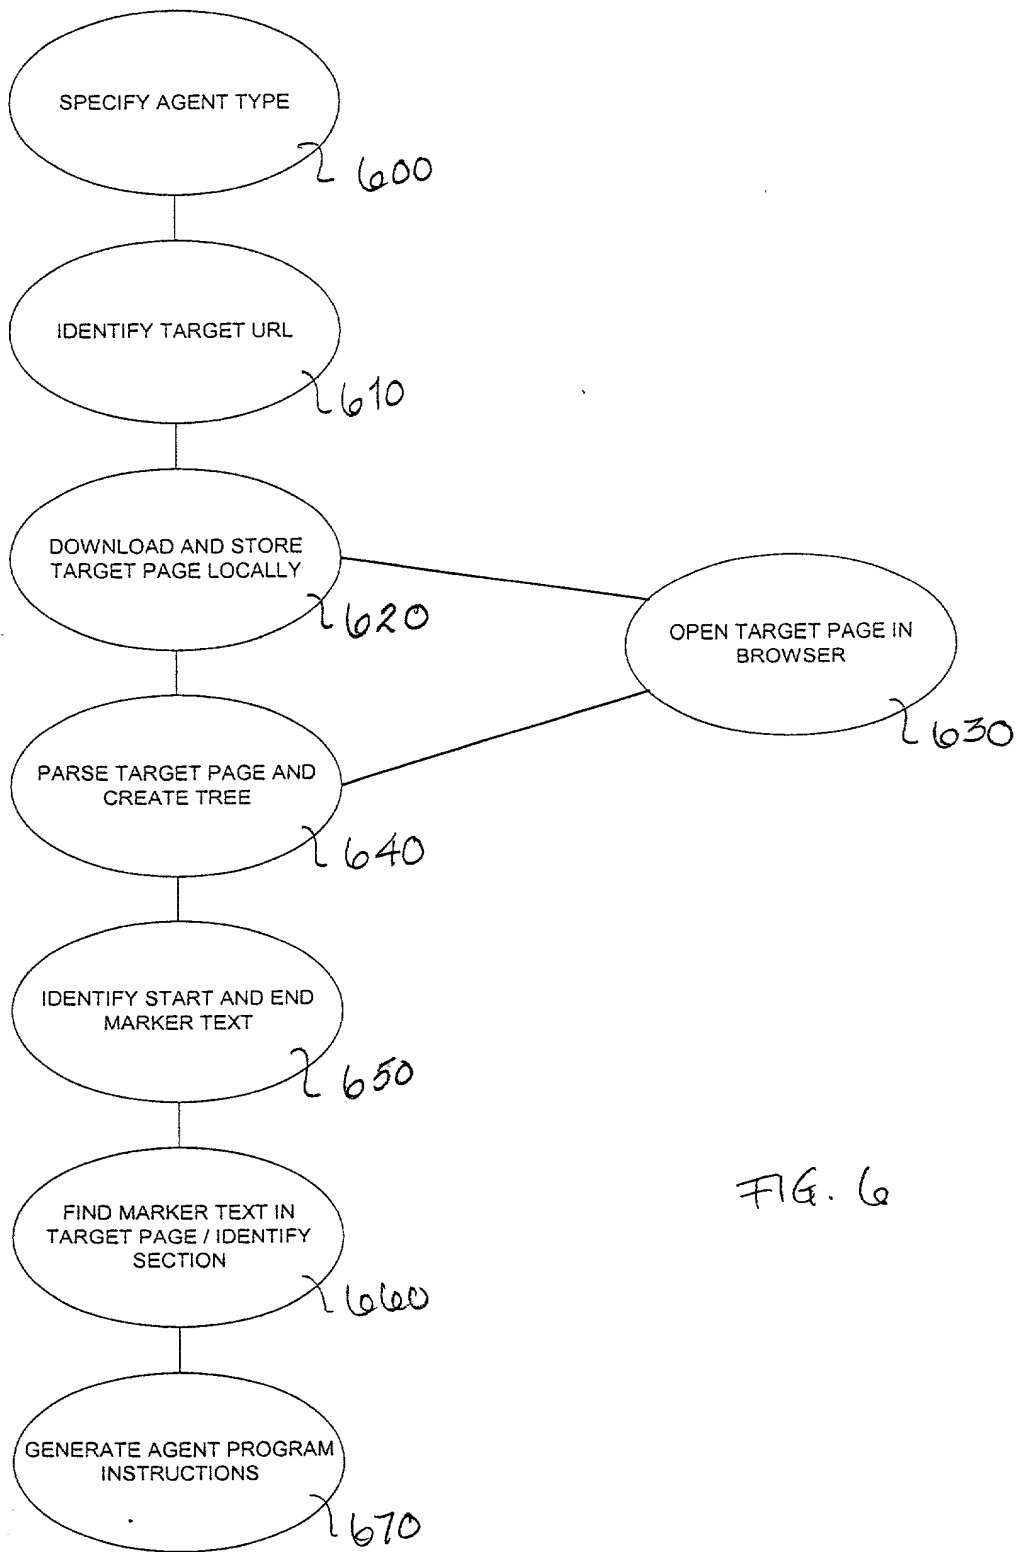 SPECIFY AGENT TYPE
600
IDENTIFY TARGET URL
610
DOWNLOAD AND STORE
TARGET PAGE LOCALLY
620
OPEN TARGET PAGE IN
BROWSER
630
PARSE TARGET PAGE AND
CREATE TREE
640
IDENTIFY START AND END
MARKER TEXT
650
FIND MARKER TEXT IN
TARGET PAGE / IDENTIFY
SECTION
660
FIG. 6
GENERATE AGENT PROGRAM
INSTRUCTIONS
670